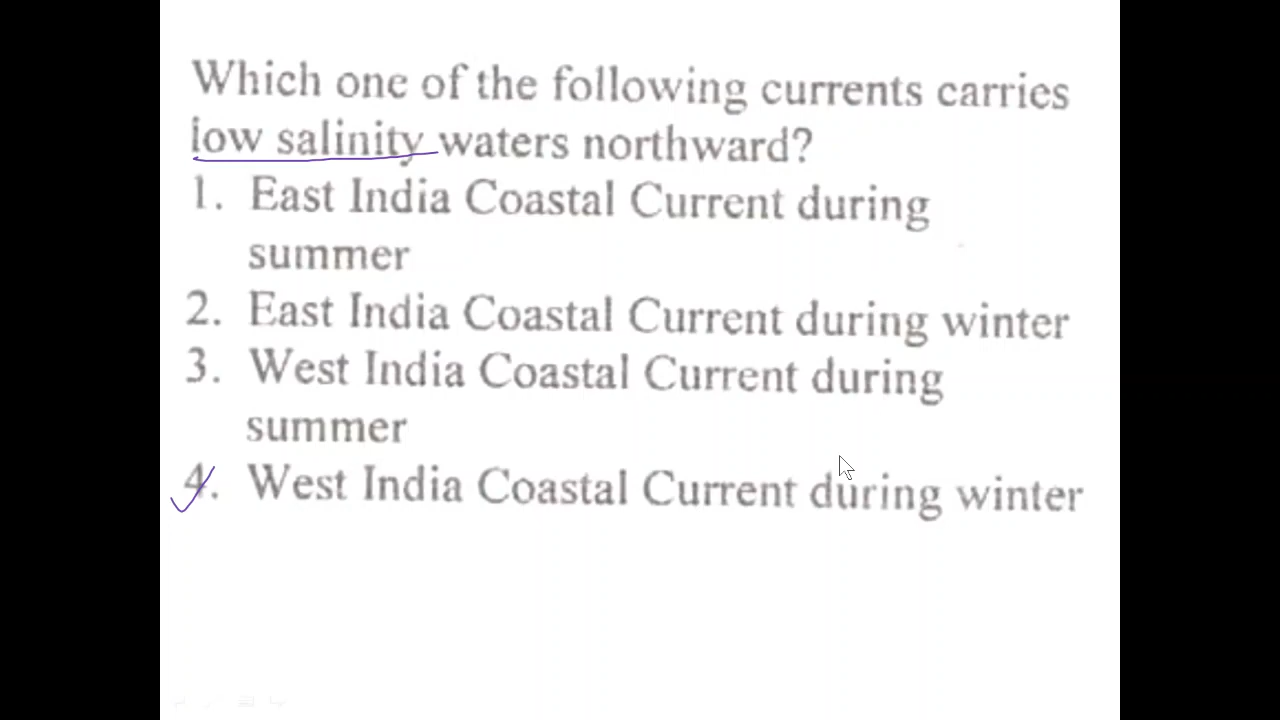 Which one of the following currents carries
low salinity waters northward?
1. East India Coastal Current during
summer
2. East India Coastal Current during winter
3. West India Coastal Current during
summer
4. West India Coastal Current during winter